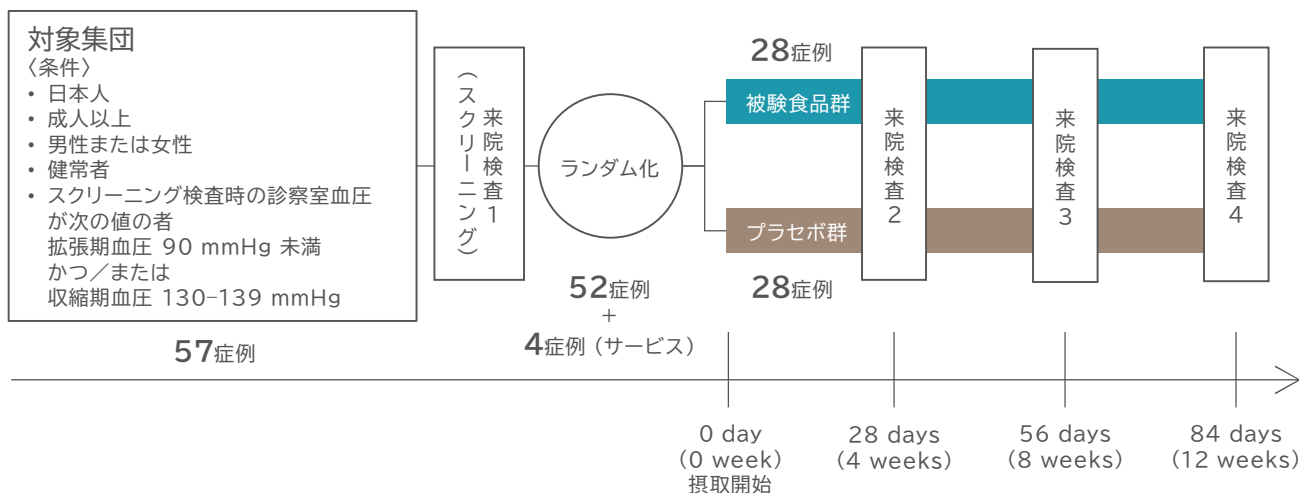 対象集団
〈条件〉
• 日本人
• 成人以上
• 男性または女性
• 健常者
• スクリーニング検査時の診察室血圧
が次の値の者
拡張期血圧 90 mmHg 未満
かつ／または
収縮期血圧 130–139 mmHg
57症例
来院検査1
（スクリーニング）
ランダム化
52症例
+
4症例（サービス）
28症例
被験食品群
プラセボ群
28症例
来院検査2
来院検査3
来院検査4
0 day
(0 week)
摂取開始
28 days
(4 weeks)
56 days
(8 weeks)
84 days
(12 weeks)